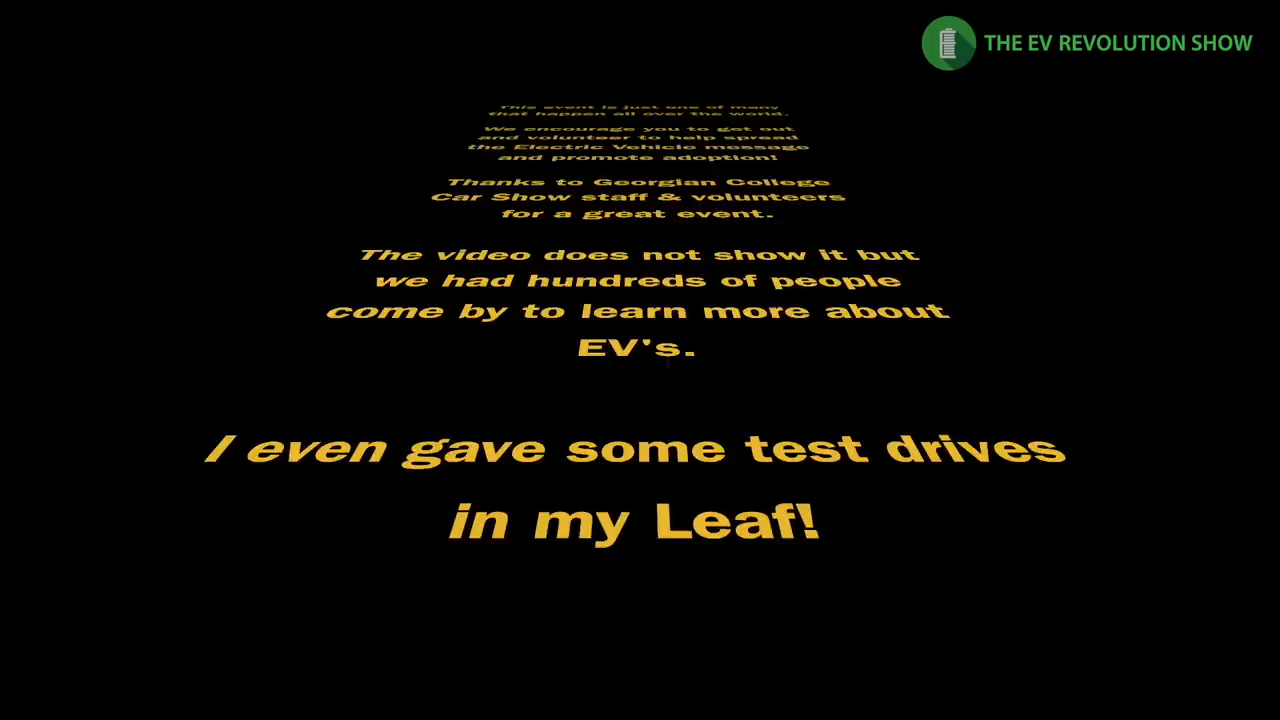 THE EV REVOLUTION SHOW
This event is just one of many
that happen all over the world.
We encourage you to get out
and volunteer to help spread
the Electric Vehicle message
and promote adoption!
Thanks to Georgian College
Car Show staff & volunteers
for a great event.
The video does not show it but
we had hundreds of people
come by to learn more about
EV's.
I even gave some test drives
in my Leaf!